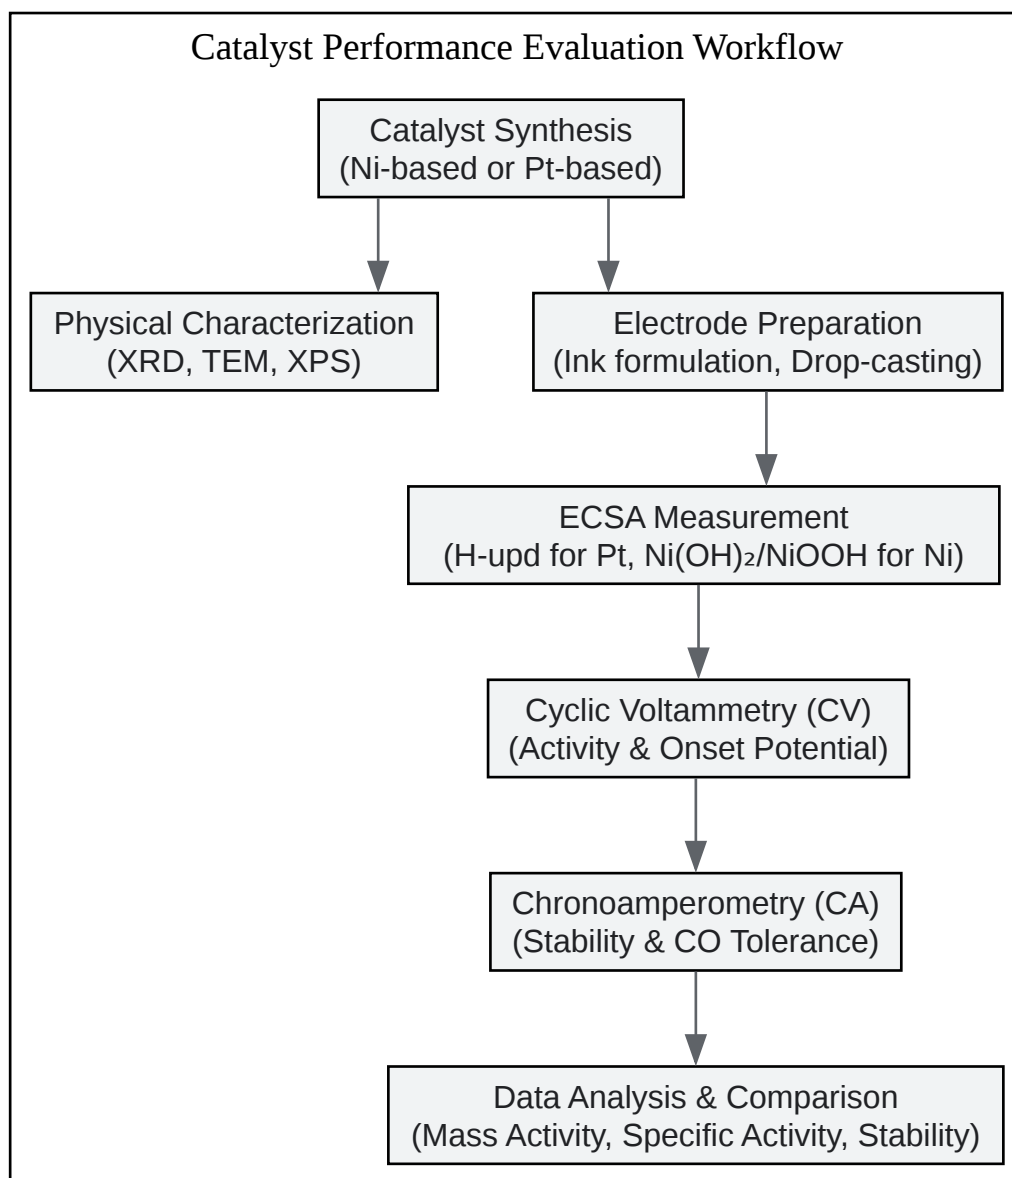 Catalyst Performance Evaluation Workflow
Catalyst Synthesis
(Ni-based or Pt-based)
Physical Characterization
(XRD, TEM, XPS)
Electrode Preparation
(Ink formulation, Drop-casting)
ECSA Measurement
(H-upd for Pt, Ni(OH)₂/NiOOH for Ni)
Cyclic Voltammetry (CV)
(Activity & Onset Potential)
Chronoamperometry (CA)
(Stability & CO Tolerance)
Data Analysis & Comparison
(Mass Activity, Specific Activity, Stability)